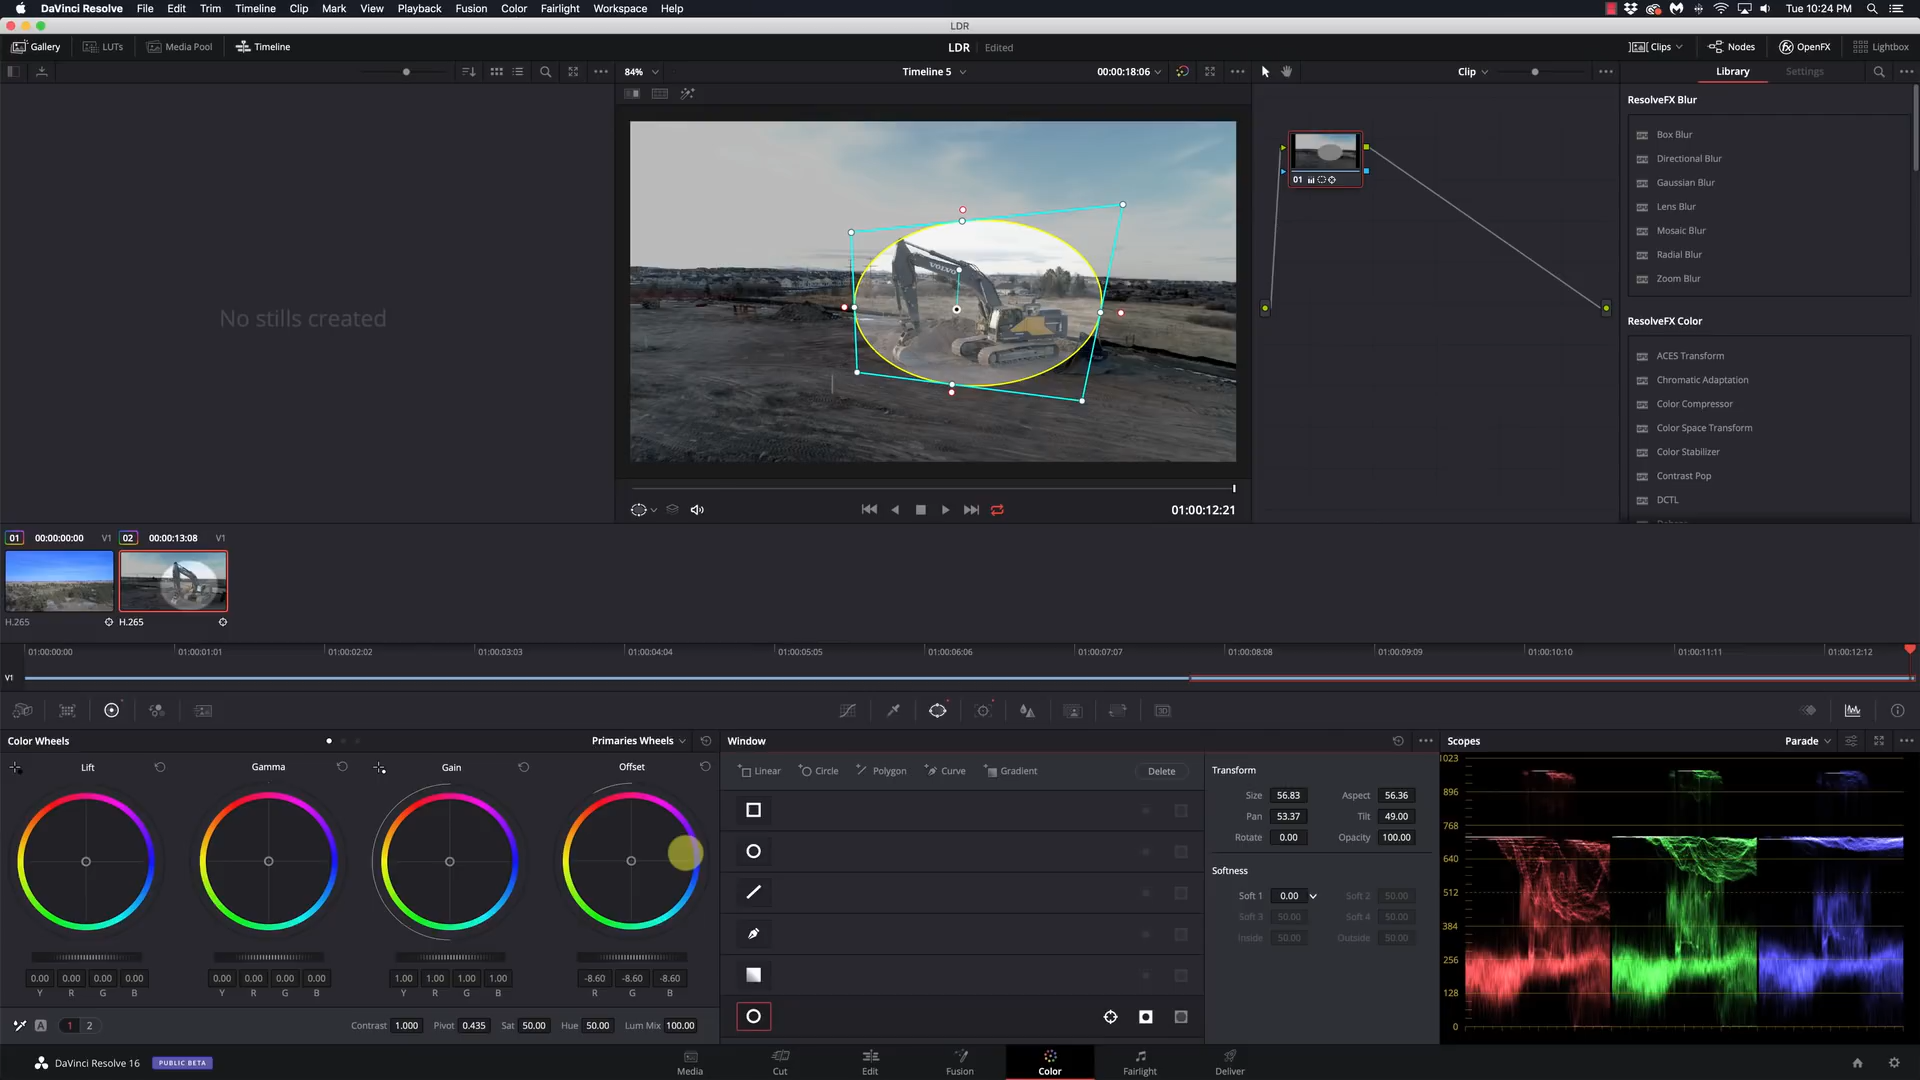 DaVinci Resolve File Edit Trim Timeline Clip Mark View Playback Fusion Color Fairlight Workspace Help Tue 10:24 PM
LDR
Gallery LUTs Media Pool Timeline LDR Edited Clips Nodes OpenFX Lightbox
84% Timeline 5 00:00:18:06 Clip Library Settings
ResolveFX Blur
Box Blur
Directional Blur
Gaussian Blur
Lens Blur
Mosaic Blur
Radial Blur
Zoom Blur
ResolveFX Color
ACES Transform
Chromatic Adaptation
Color Compressor
Color Space Transform
Color Stabilizer
Contrast Pop
DCTL
01
VOLVO
No stills created
01:00:12:21
01 00:00:00:00 V1 02 00:00:13:08 V1
H.265 H.265
01:00:00:00 01:00:01:01 01:00:02:02 01:00:03:03 01:00:04:04 01:00:05:05 01:00:06:06 01:00:07:07 01:00:08:08 01:00:09:09 01:00:10:10 01:00:11:11 01:00:12:12
V1
Color Wheels Primaries Wheels Window Scopes Parade
Lift Gamma Gain Offset
0.00 0.00 0.00 0.00 0.00 0.00 0.00 0.00 1.00 1.00 1.00 1.00 -8.60 -8.60 -8.60
Y R G B Y R G B Y R G B R G B
A 1 2 Contrast 1.000 Pivot 0.435 Sat 50.00 Hue 50.00 Lum Mix 100.00
Linear Circle Polygon Curve Gradient Delete
Transform
Size 56.83 Aspect 56.36
Pan 53.37 Tilt 49.00
Rotate 0.00 Opacity 100.00
Softness
Soft 1 0.00 Soft 2 50.00
Soft 3 50.00 Soft 4 50.00
Inside 50.00 Outside 50.00
1023
896
768
640
512
384
256
128
0
DaVinci Resolve 16 PUBLIC BETA
Media Cut Edit Fusion Color Fairlight Deliver